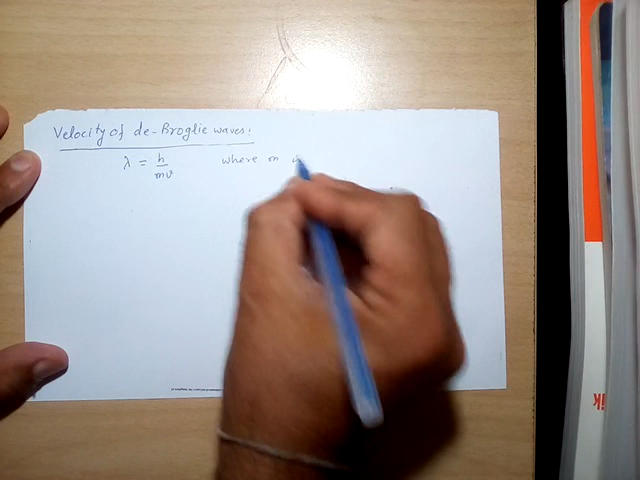 Velocity of de-Broglie waves:
λ = h/mv where m